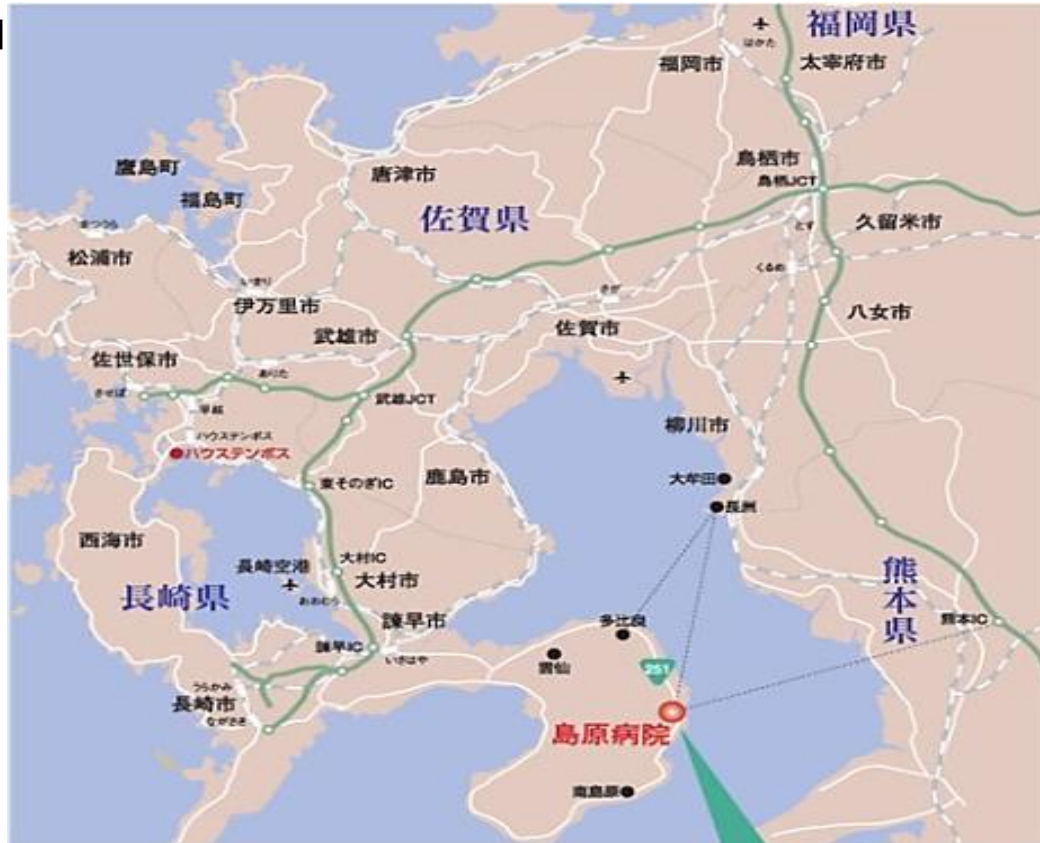 福岡県
はかた
福岡市
太宰府市
鳥栖市
鳥栖JCT
鷹島町
唐津市
福島町
佐賀県
久留米市
とす
まつうら
松浦市
くるめ
いまり
さが
伊万里市
八女市
武雄市
佐賀市
佐世保市
ありた
させぼ
武雄JCT
早岐
柳川市
ハウステンボス
ハウステンボス
鹿島市
大牟田
東そのぎIC
長洲
西海市
大村IC
長崎空港
大村市
熊本県
長崎県
おおむら
諫早市
多比良
熊本IC
諫早IC
いさはや
雲仙
251
うらかみ
長崎市
ながさき
島原病院
南島原